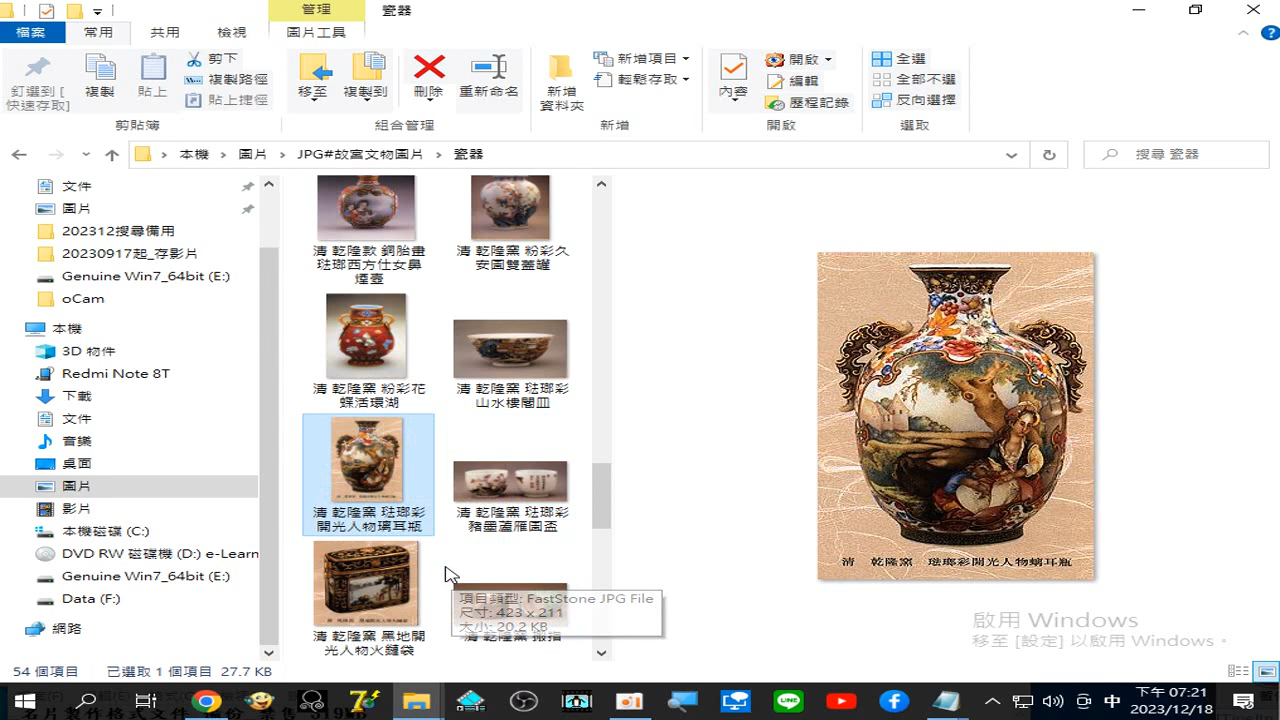 管理
瓷器
檔案
常用
共用
檢視
圖片工具
釘選到 [
快速存取]
複製
貼上
剪下
複製路徑
貼上捷徑
剪貼簿
移至
複製到
刪除
重新命名
組合管理
新增
資料夾
新增項目
輕鬆存取
新增
內容
開啟
編輯
歷程記錄
開啟
全選
全部不選
反向選擇
選取
本機 › 圖片 › JPG#故宮文物圖片 › 瓷器
搜尋 瓷器
文件
圖片
202312搜尋備用
20230917起_存影片
Genuine Win7_64bit (E:)
oCam
本機
3D 物件
Redmi Note 8T
下載
文件
音訊
桌面
圖片
影片
本機磁碟 (C:)
DVD RW 磁碟機 (D:) e-Learn
Genuine Win7_64bit (E:)
Data (F:)
網路
清 乾隆款 銅胎畫
琺瑯西方仕女鼻
煙壺
清 乾隆窯 粉彩久
安圖雙蓋罐
清 乾隆窯 粉彩花
蝶活環湖
清 乾隆窯 琺瑯彩
山水樓閣皿
清 乾隆窯 琺瑯彩
開光人物璃耳瓶
清 乾隆窯 琺瑯彩
豬墨蘆雁圖盃
清 乾隆窯 黑地開
光人物火鏈袋
項目類型: FastStone JPG File
尺寸: 423 x 211
大小: 20.2 KB
清 乾隆窯 搬指
清 乾隆窯 琺瑯彩開光人物螭耳瓶
啟用 Windows
移至 [設定] 以啟用 Windows。
54 個項目
已選取 1 個項目 27.7 KB
中
下午 07:21
2023/12/18